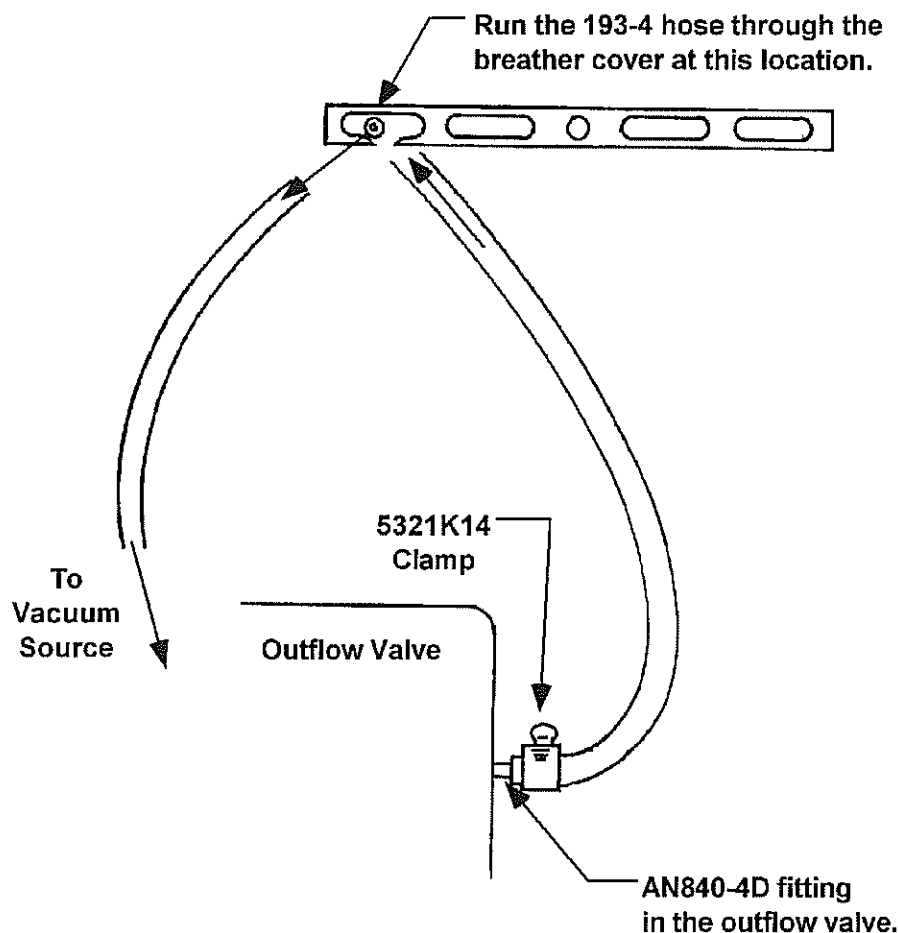 Run the 193-4 hose through the
breather cover at this location.
5321K14
Clamp
To
Vacuum
Source
Outflow Valve
AN840-4D fitting
in the outflow valve.